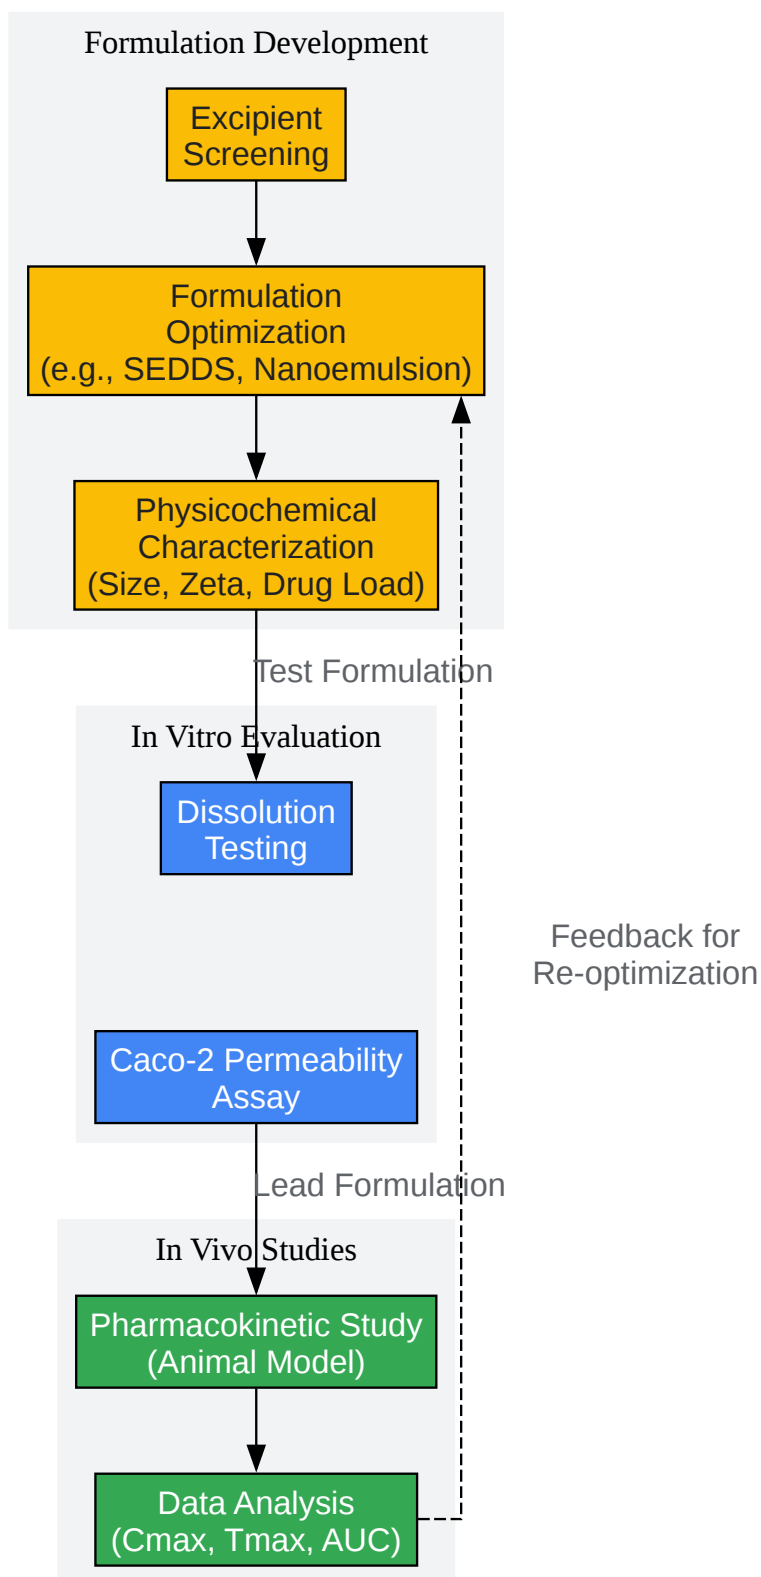 Formulation Development
Excipient
Screening
Formulation
Optimization
(e.g., SEDDS, Nanoemulsion)
Physicochemical
Characterization
(Size, Zeta, Drug Load)
Test Formulation
In Vitro Evaluation
Dissolution
Testing
Feedback for
Re-optimization
Caco-2 Permeability
Assay
Lead Formulation
In Vivo Studies
Pharmacokinetic Study
(Animal Model)
Data Analysis
(Cmax, Tmax, AUC)